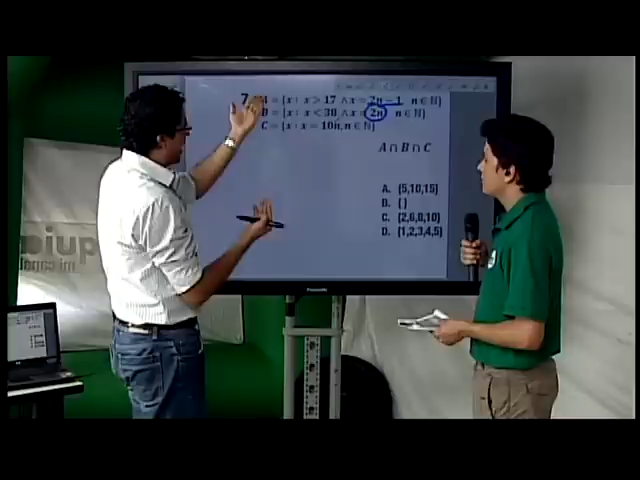 7. A = {x : x > 17 ∧ x = 2n − 1 n ∈ ℕ}
B = {x : x < 38 ∧ x = 2n n ∈ ℕ}
C = {x : x = 10n, n ∈ ℕ}
A ∩ B ∩ C
A. {5,10,15}
B. { }
C. {2,6,8,10}
D. {1,2,3,4,5}
Panasonic